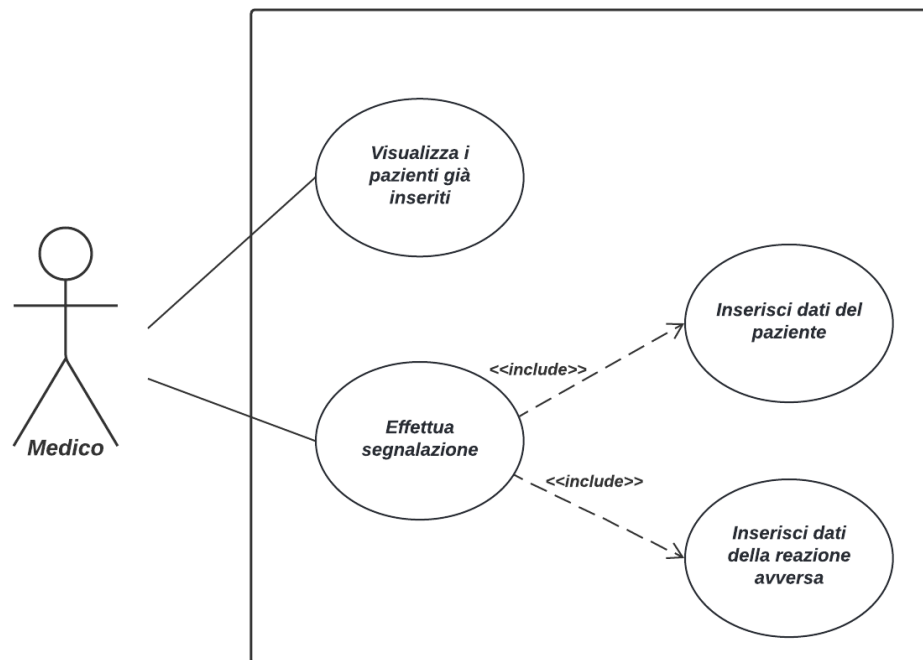 Visualizza i
pazienti già
inseriti
Inserisci dati del
paziente
<<include>>
Effettua
segnalazione
Medico
<<include>>
Inserisci dati
della reazione
avversa